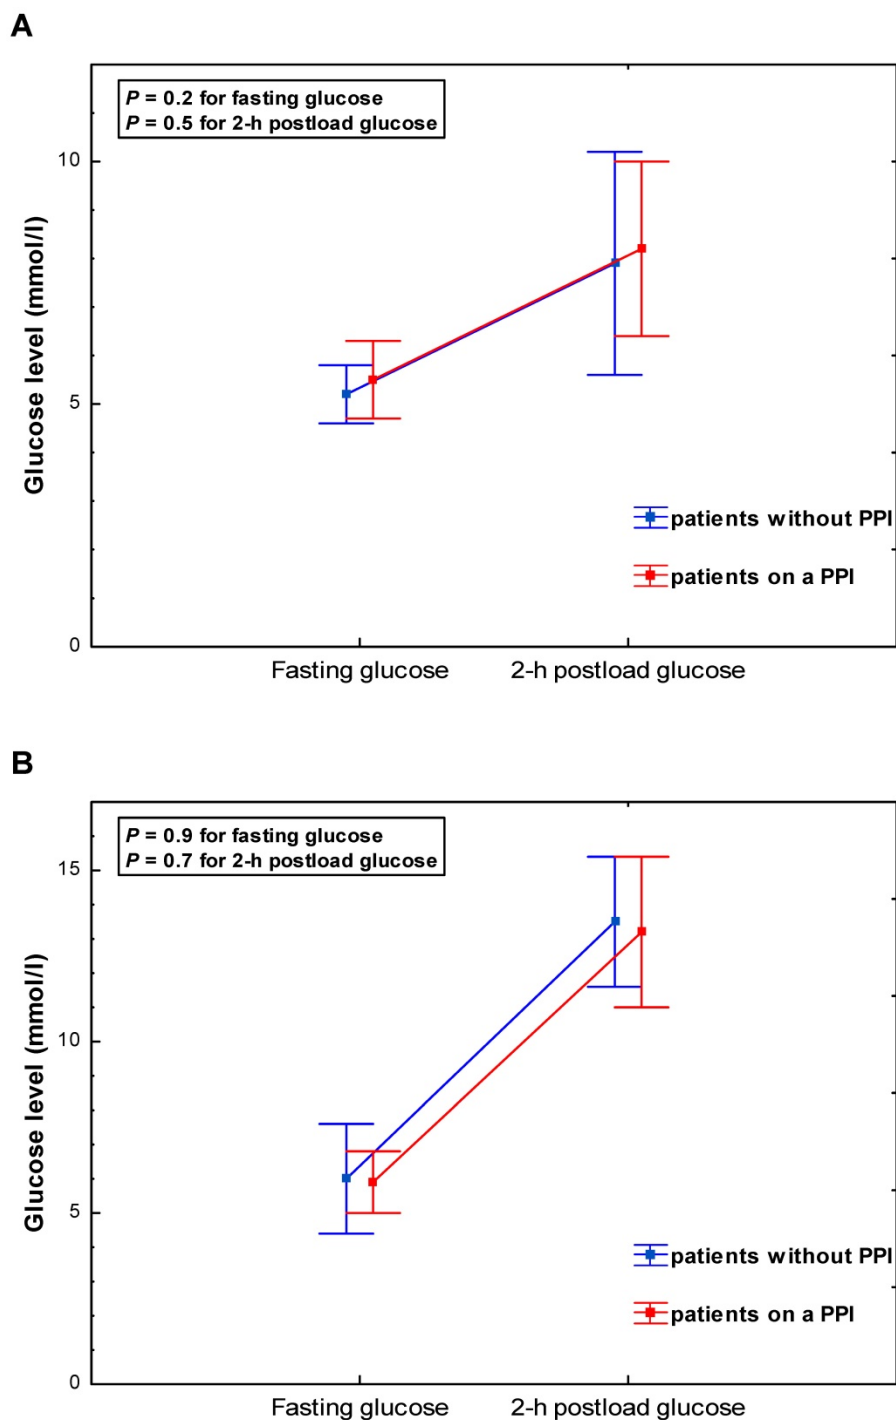 A
P = 0.2 for fasting glucose
P = 0.5 for 2-h postload glucose
10
5
0
Glucose level (mmol/l)
patients without PPI
patients on a PPI
Fasting glucose
2-h postload glucose
B
P = 0.9 for fasting glucose
P = 0.7 for 2-h postload glucose
15
10
5
0
Glucose level (mmol/l)
patients without PPI
patients on a PPI
Fasting glucose
2-h postload glucose